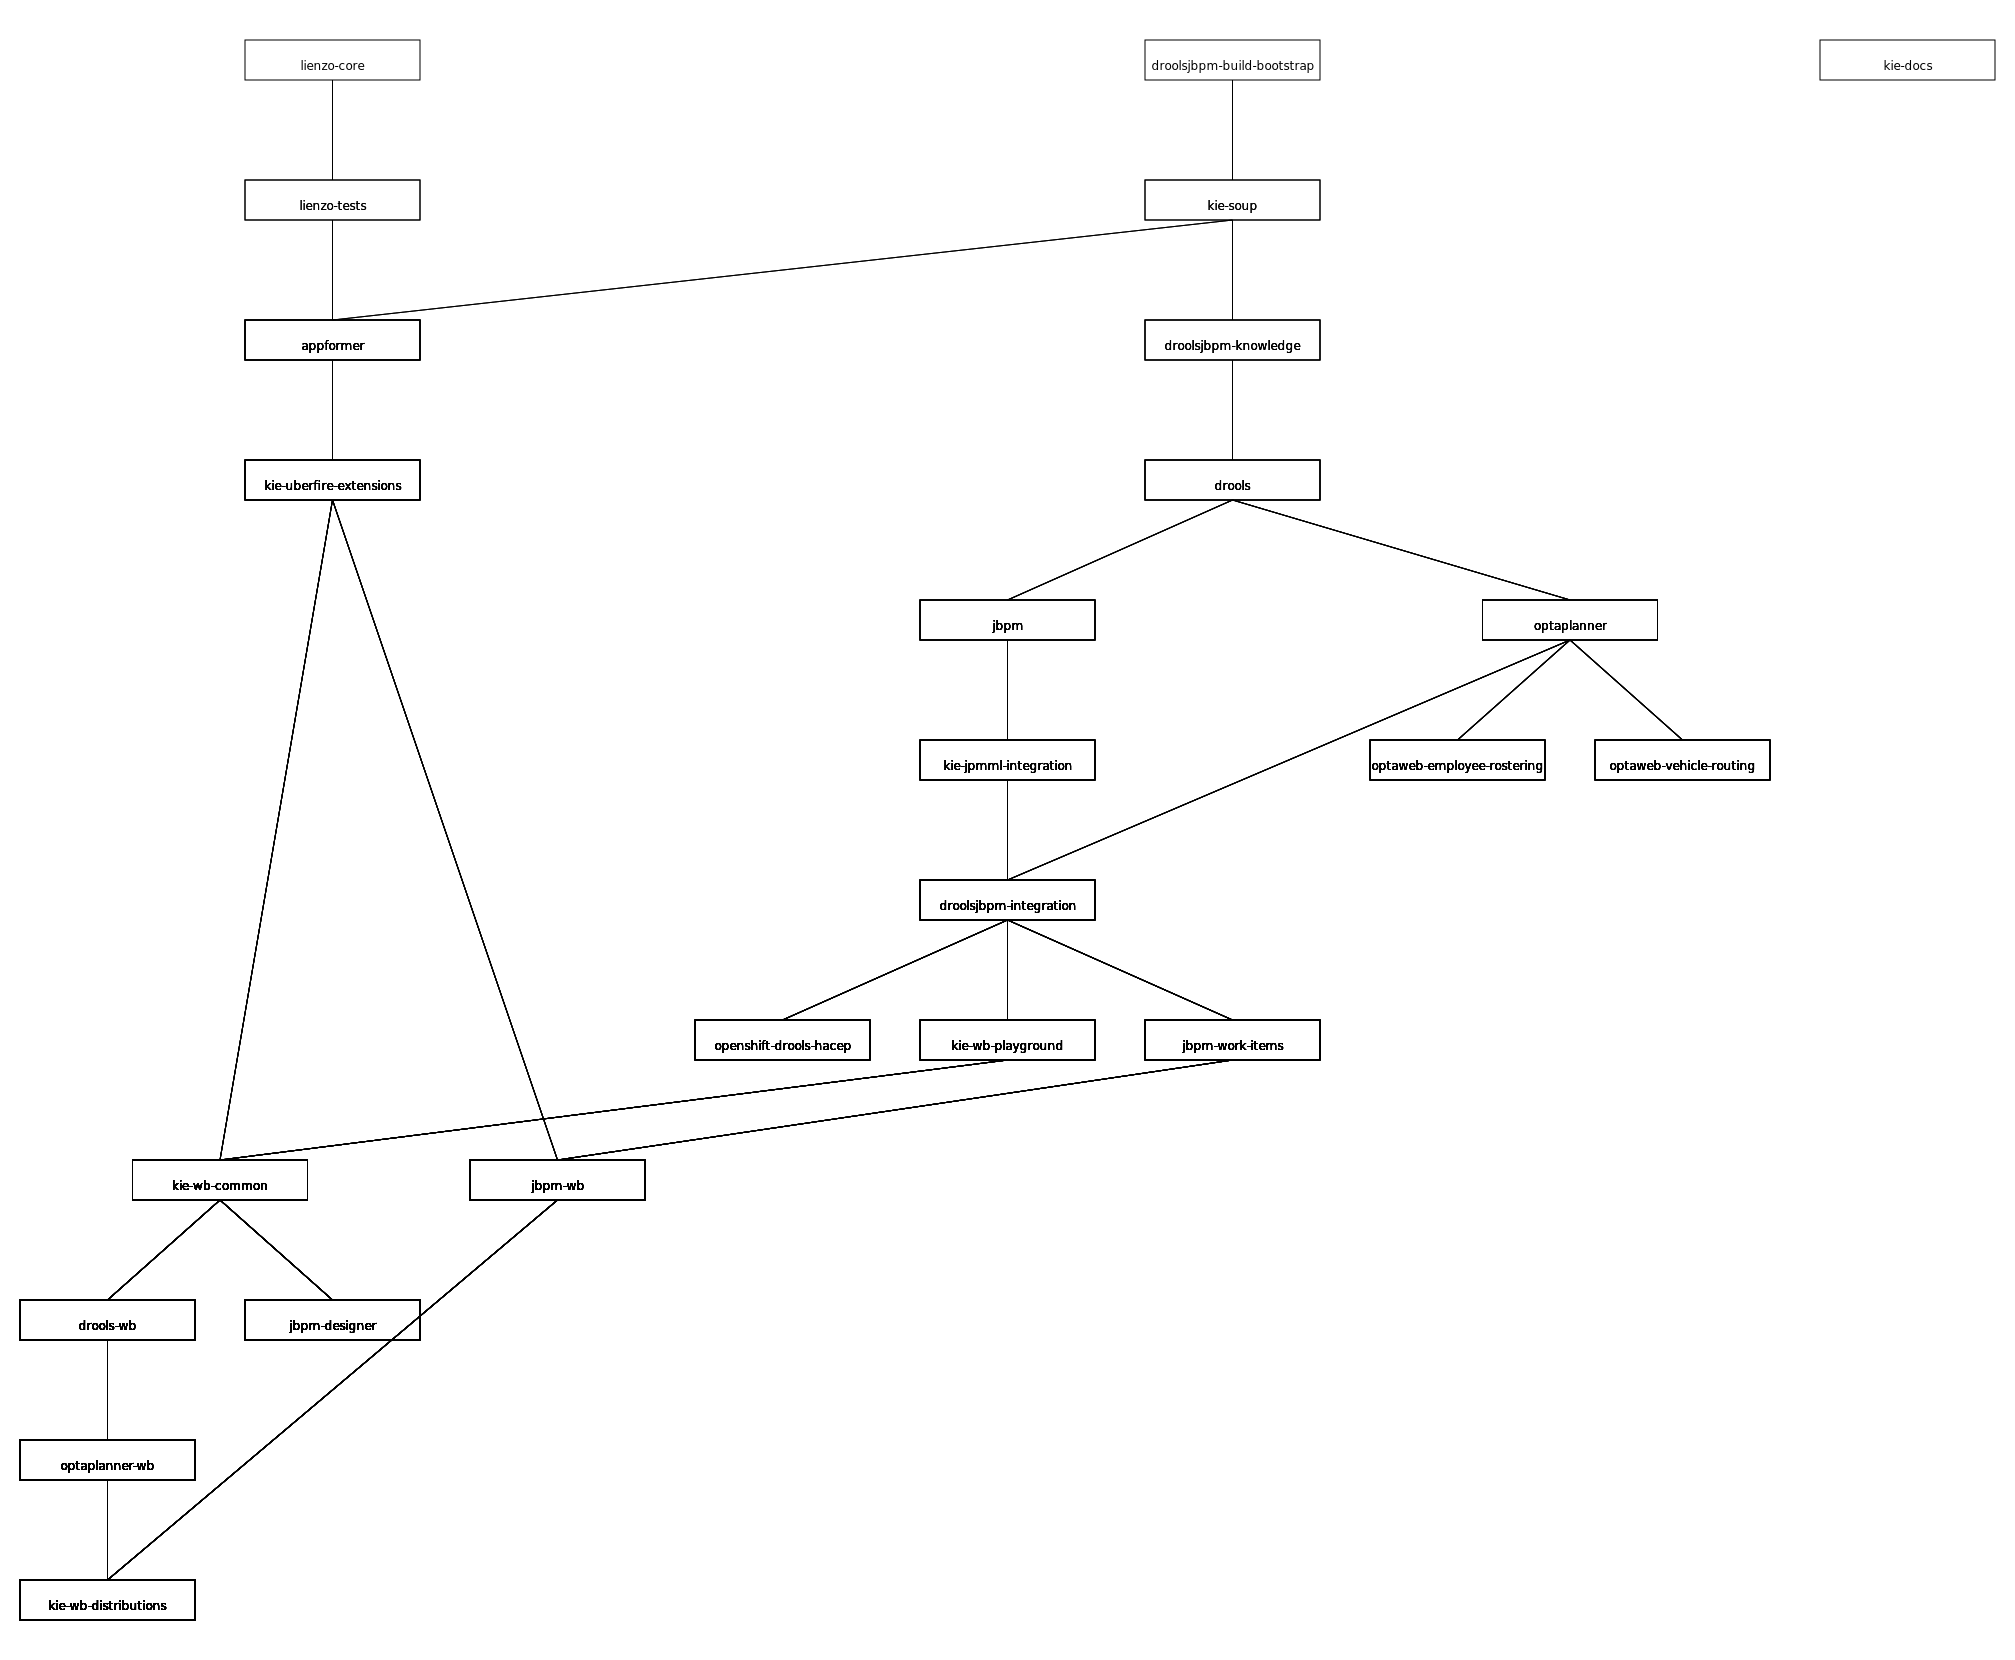 lienzo-core
droolsjbpm-build-bootstrap
kie-docs
lienzo-tests
kie-soup
appformer
droolsjbpm-knowledge
kie-uberfire-extensions
drools
jbpm
optaplanner
kie-jpmml-integration
optaweb-employee-rostering
optaweb-vehicle-routing
droolsjbpm-integration
openshift-drools-hacep
kie-wb-playground
jbpm-work-items
kie-wb-common
jbpm-wb
drools-wb
jbpm-designer
optaplanner-wb
kie-wb-distributions